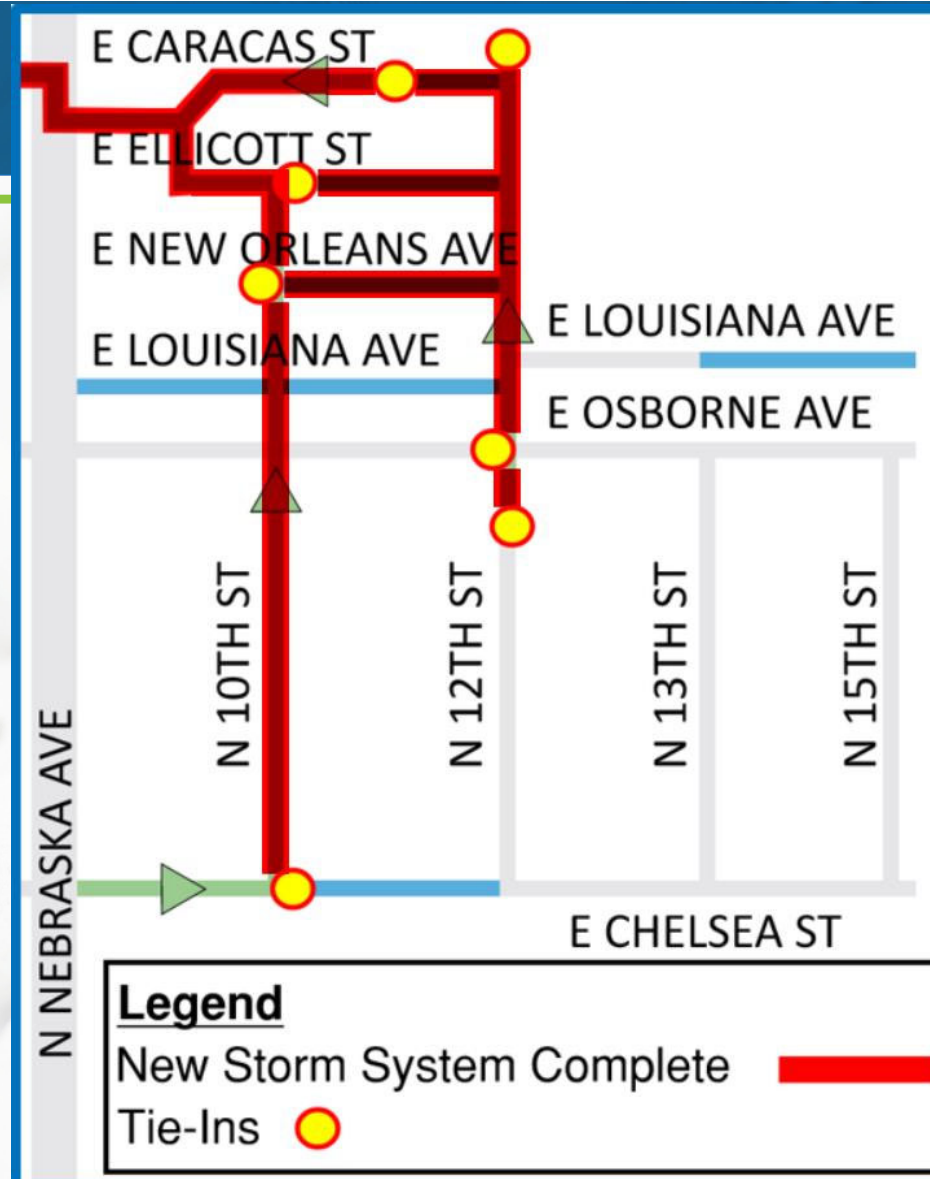 E CARACAS ST
E ELLICOTT ST
E NEW ORLEANS AVE
E LOUISIANA AVE
E LOUISIANA AVE
E OSBORNE AVE
N 10TH ST
N 12TH ST
N 13TH ST
N 15TH ST
N NEBRASKA AVE
E CHELSEA ST
Legend
New Storm System Complete
Tie-Ins